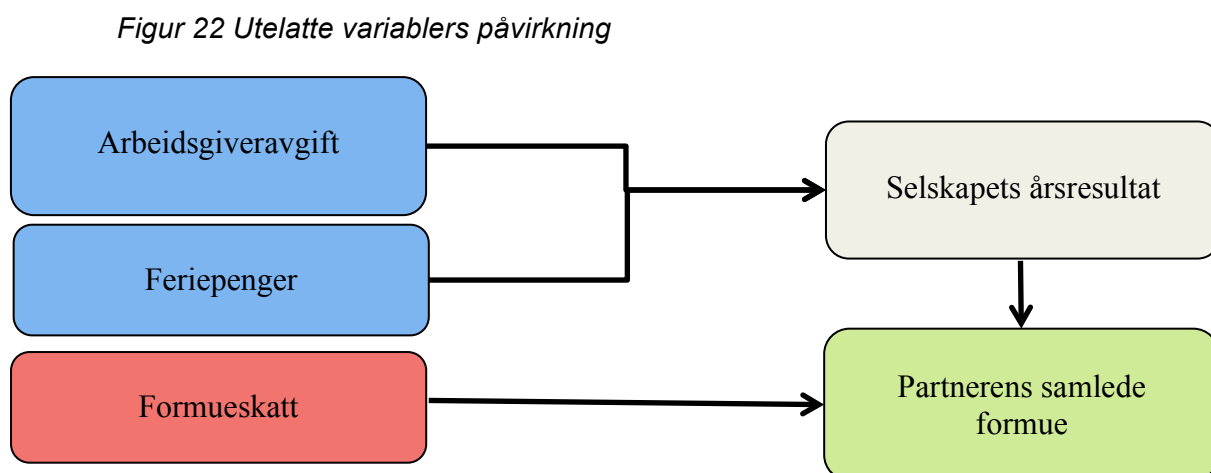 Figur 22 Utelatte variablers påvirkning
Arbeidsgiveravgift
Selskapets årsresultat
Feriepenger
Formueskatt
Partnerens samlede
formue